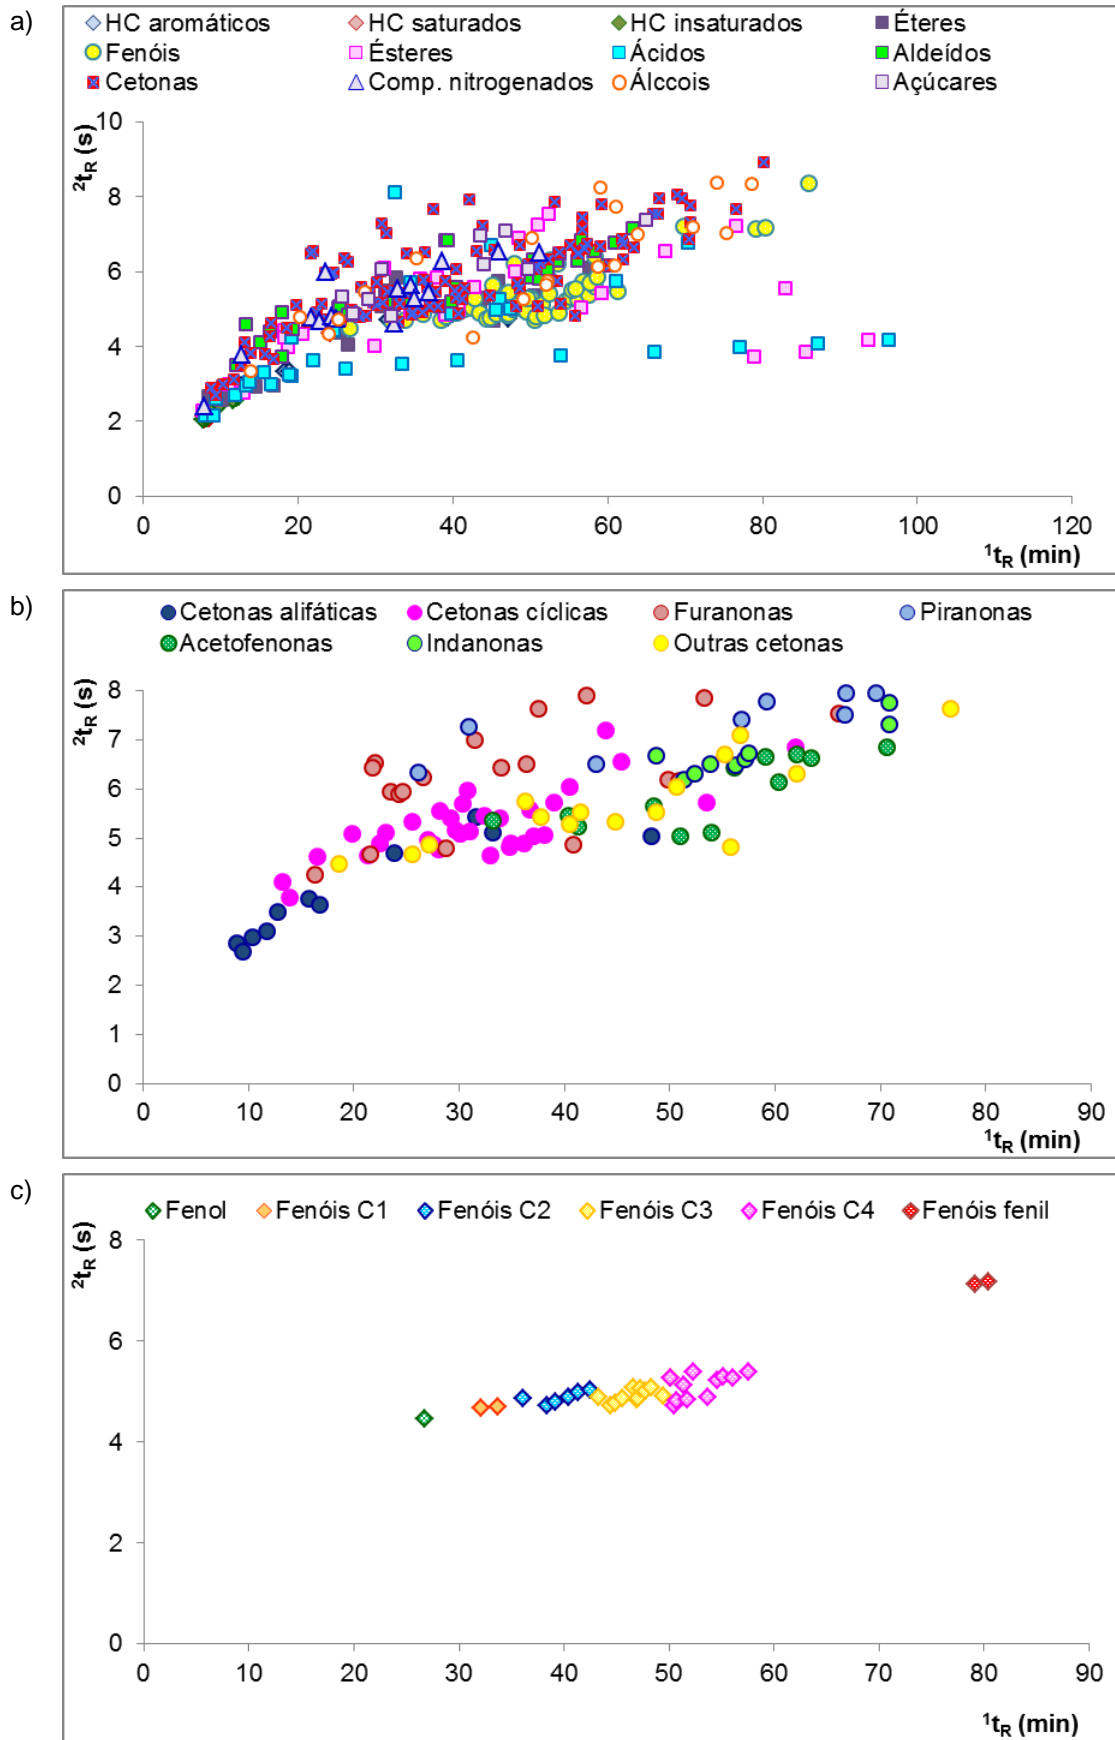 a)
HC aromáticos HC saturados HC insaturados Éteres
Fenóis Ésteres Ácidos Aldeídos
Cetonas Comp. nitrogenados Álccois Açúcares
²tR (s)
10
8
6
4
2
0
0 20 40 60 80 100 120
¹tR (min)
b)
Cetonas alifáticas Cetonas cíclicas Furanonas Piranonas
Acetofenonas Indanonas Outras cetonas
²tR (s)
8
7
6
5
4
3
2
1
0
0 10 20 30 40 50 60 70 80 90
¹tR (min)
c)
Fenol Fenóis C1 Fenóis C2 Fenóis C3 Fenóis C4 Fenóis fenil
²tR (s)
8
6
4
2
0
0 10 20 30 40 50 60 70 80 90
¹tR (min)